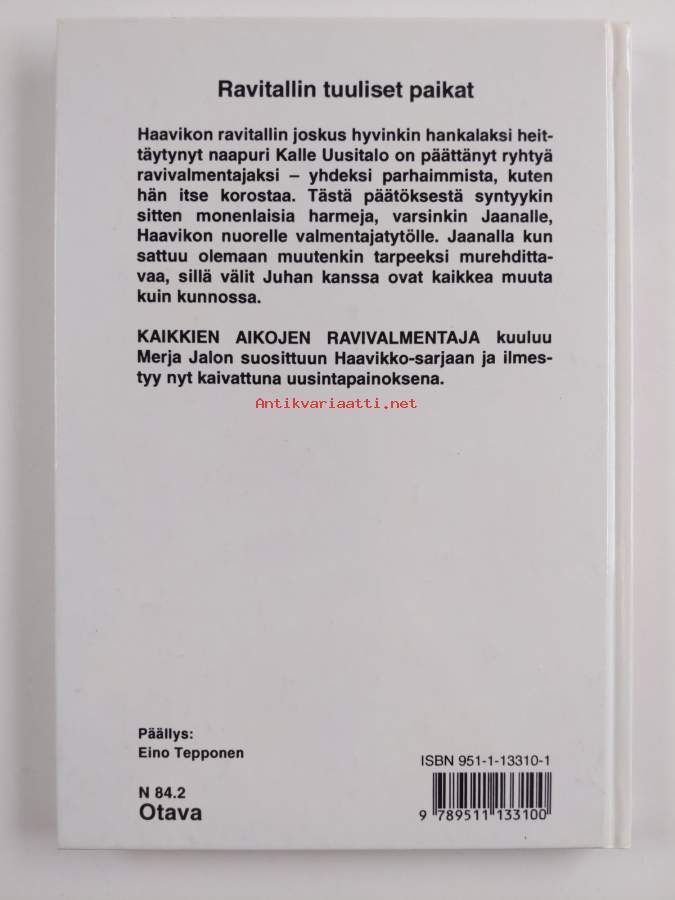 Ravitallin tuuliset paikat
Haavikon ravitallin joskus hyvinkin hankalaksi heit-
täytynyt naapuri Kalle Uusitalo on päättänyt ryhtyä
ravivalmentajaksi – yhdeksi parhaimmista, kuten
hän itse korostaa. Tästä päätöksestä syntyykin
sitten monenlaisia harmeja, varsinkin Jaanalle,
Haavikon nuorelle valmentajatytölle. Jaanalla kun
sattuu olemaan muutenkin tarpeeksi murehditta-
vaa, sillä välit Juhan kanssa ovat kaikkea muuta
kuin kunnossa.
KAIKKIEN AIKOJEN RAVIVALMENTAJA kuuluu
Merja Jalon suosittuun Haavikko-sarjaan ja ilmes-
tyy nyt kaivattuna uusintapainoksena.
Antikvariaatti.net
Päällys:
Eino Tepponen
N 84.2
Otava
ISBN 951-1-13310-1
9 789511 133100